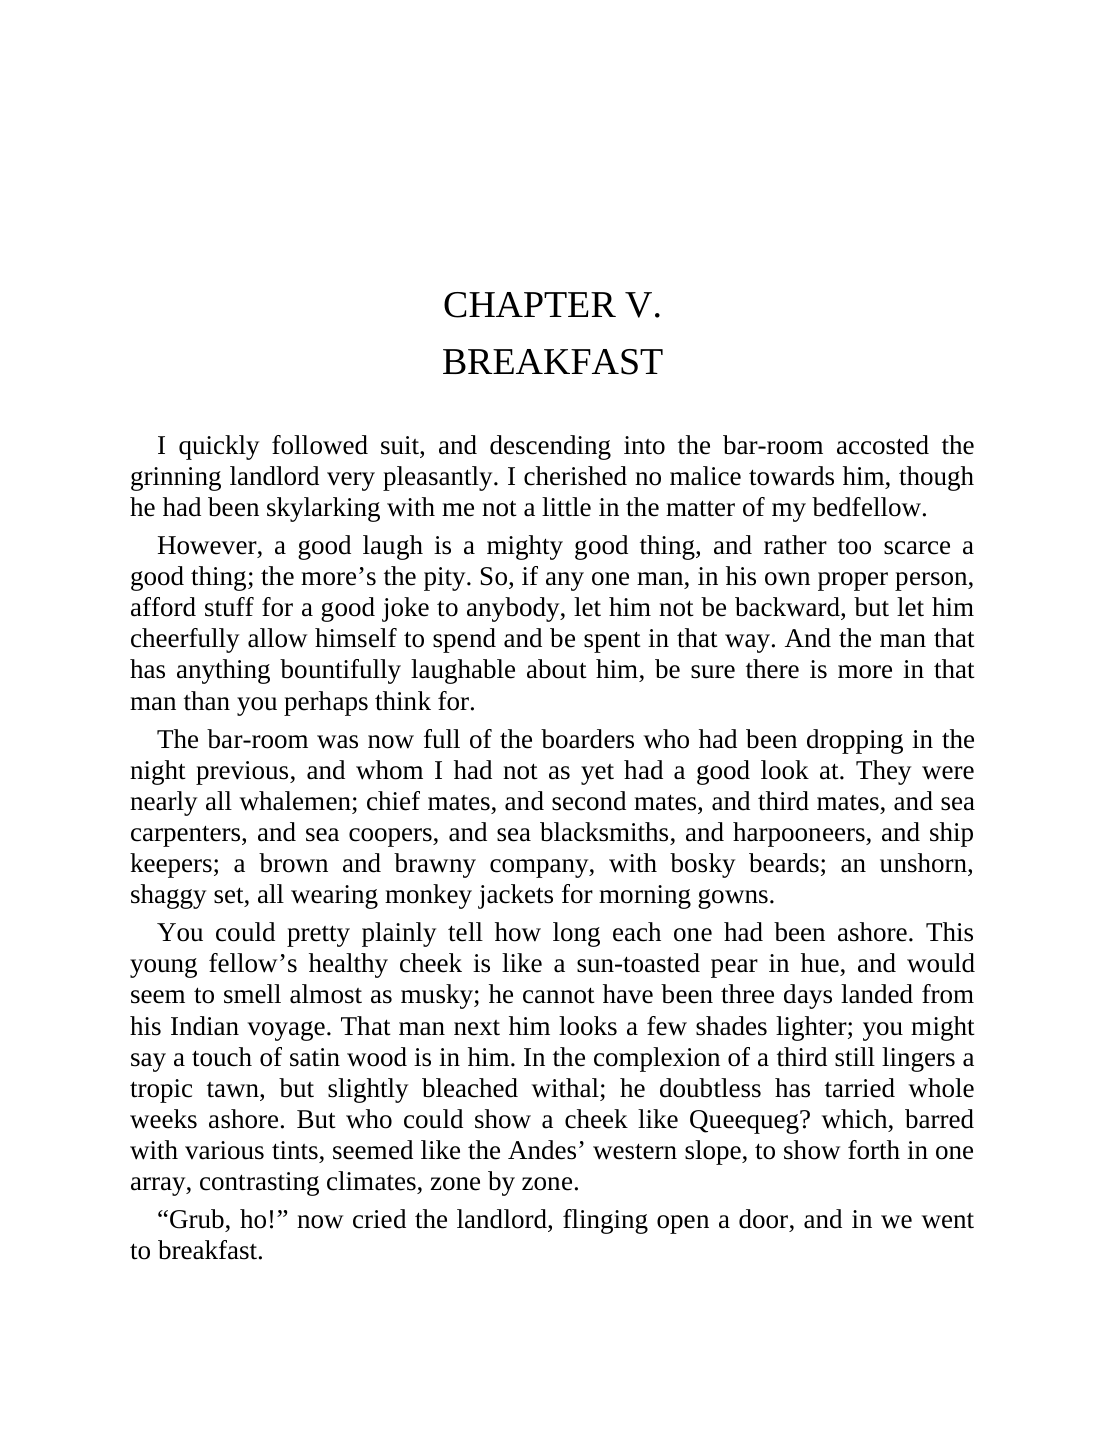 CHAPTER V.
BREAKFAST
I quickly followed suit, and descending into the bar-room accosted the
grinning landlord very pleasantly. I cherished no malice towards him, though
he had been skylarking with me not a little in the matter of my bedfellow.
However, a good laugh is a mighty good thing, and rather too scarce a
good thing; the more’s the pity. So, if any one man, in his own proper person,
afford stuff for a good joke to anybody, let him not be backward, but let him
cheerfully allow himself to spend and be spent in that way. And the man that
has anything bountifully laughable about him, be sure there is more in that
man than you perhaps think for.
The bar-room was now full of the boarders who had been dropping in the
night previous, and whom I had not as yet had a good look at. They were
nearly all whalemen; chief mates, and second mates, and third mates, and sea
carpenters, and sea coopers, and sea blacksmiths, and harpooneers, and ship
keepers; a brown and brawny company, with bosky beards; an unshorn,
shaggy set, all wearing monkey jackets for morning gowns.
You could pretty plainly tell how long each one had been ashore. This
young fellow’s healthy cheek is like a sun-toasted pear in hue, and would
seem to smell almost as musky; he cannot have been three days landed from
his Indian voyage. That man next him looks a few shades lighter; you might
say a touch of satin wood is in him. In the complexion of a third still lingers a
tropic tawn, but slightly bleached withal; he doubtless has tarried whole
weeks ashore. But who could show a cheek like Queequeg? which, barred
with various tints, seemed like the Andes’ western slope, to show forth in one
array, contrasting climates, zone by zone.
“Grub, ho!” now cried the landlord, flinging open a door, and in we went
to breakfast.